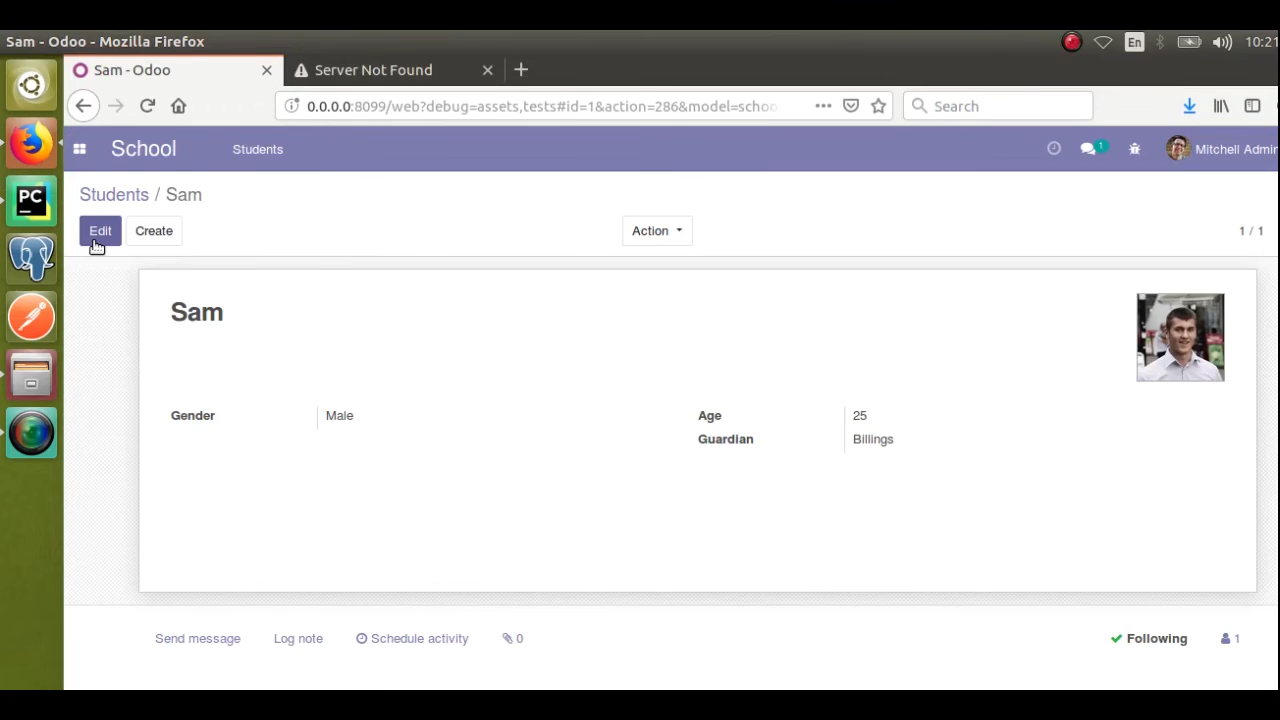 Sam - Odoo - Mozilla Firefox En 10:21
Sam - Odoo Server Not Found
0.0.0.0:8099/web?debug=assets,tests#id=1&action=286&model=schoo Search
School Students 1 Mitchell Admin
Students / Sam
Edit Create Action 1 / 1
Sam
Gender Male Age 25
Guardian Billings
Send message Log note Schedule activity 0 Following 1
PC